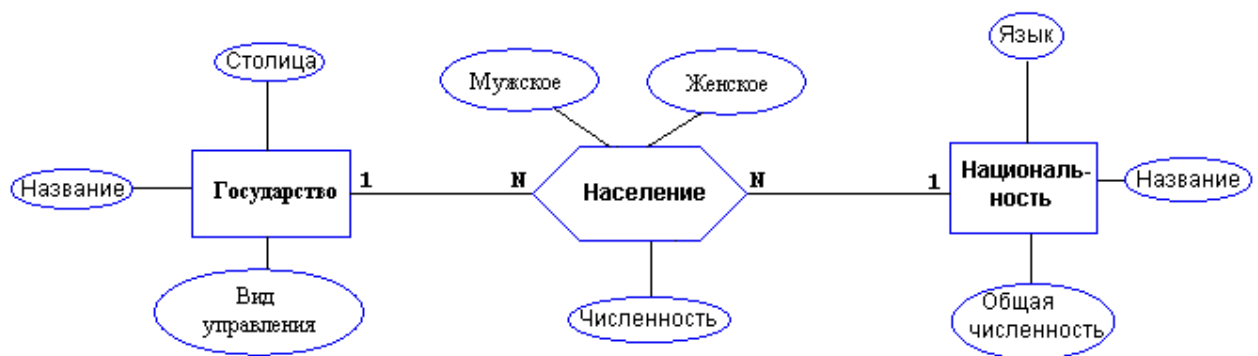 Столица
Мужское
Женское
Язык
Название
Государство
1
N
Население
N
1
Националь-
ность
Название
Вид
управления
Численность
Общая
численность